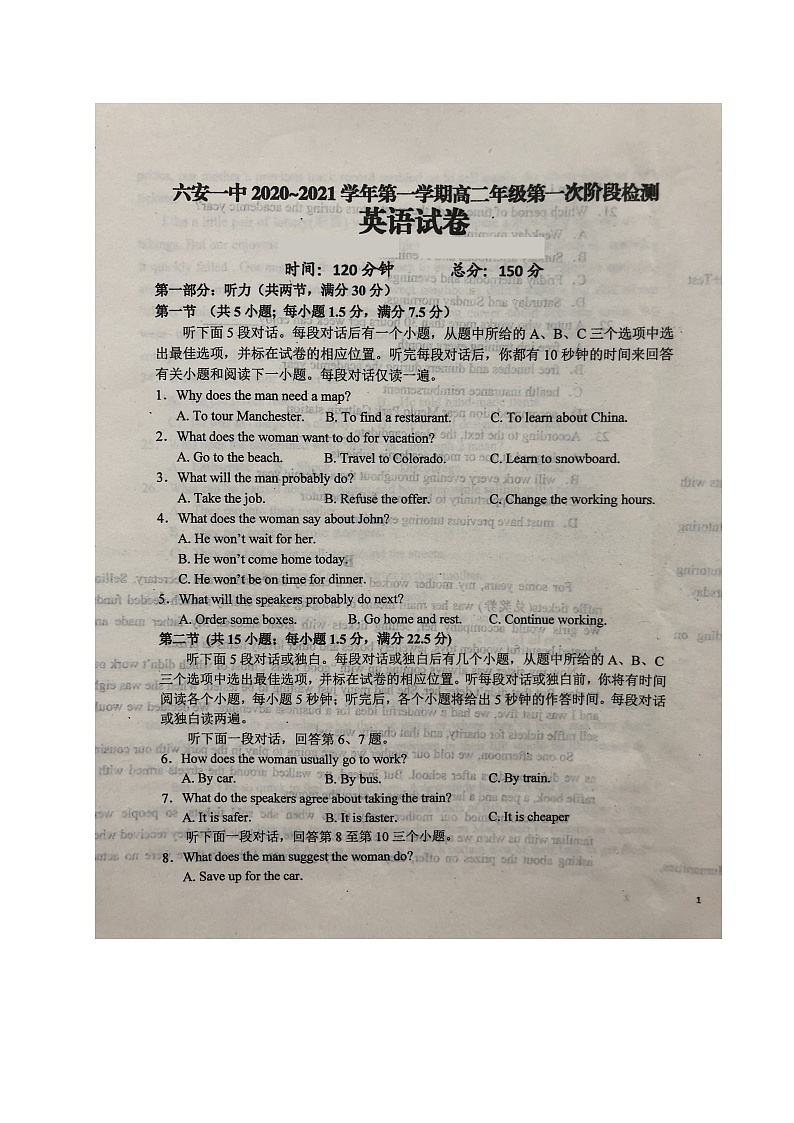 六安一中 2020~2021 学年第一学期高二年级第一次阶段检测
英语试卷
时间：120 分钟 总分：150 分
第一部分：听力（共两节，满分 30 分）
第一节 （共 5 小题；每小题 1.5 分，满分 7.5 分）
听下面 5 段对话。每段对话后有一个小题，从题中所给的 A、B、C 三个选项中选
出最佳选项，并标在试卷的相应位置。听完每段对话后，你都有 10 秒钟的时间来回答
有关小题和阅读下一小题。每段对话仅读一遍。
1. Why does the man need a map?
A. To tour Manchester. B. To find a restaurant. C. To learn about China.
2. What does the woman want to do for vacation?
A. Go to the beach. B. Travel to Colorado. C. Learn to snowboard.
3. What will the man probably do?
A. Take the job. B. Refuse the offer. C. Change the working hours.
4. What does the woman say about John?
A. He won't wait for her.
B. He won't come home today.
C. He won't be on time for dinner.
5. What will the speakers probably do next?
A. Order some boxes. B. Go home and rest. C. Continue working.
第二节 (共 15 小题；每小题 1.5 分，满分 22.5 分)
听下面 5 段对话或独白。每段对话或独白后有几个小题，从题中所给的 A、B、C
三个选项中选出最佳选项，并标在试卷的相应位置。听每段对话或独白前，你将有时间
阅读各个小题，每小题 5 秒钟；听完后，各个小题将给出 5 秒钟的作答时间。每段对话
或独白读两遍。
听下面一段对话，回答第 6、7 题。
6. How does the woman usually go to work?
A. By car. B. By bus. C. By train.
7. What do the speakers agree about taking the train?
A. It is safer. B. It is faster. C. It is cheaper
听下面一段对话，回答第 8 至第 10 三个小题。
8. What does the man suggest the woman do?
A. Save up for the car.
1